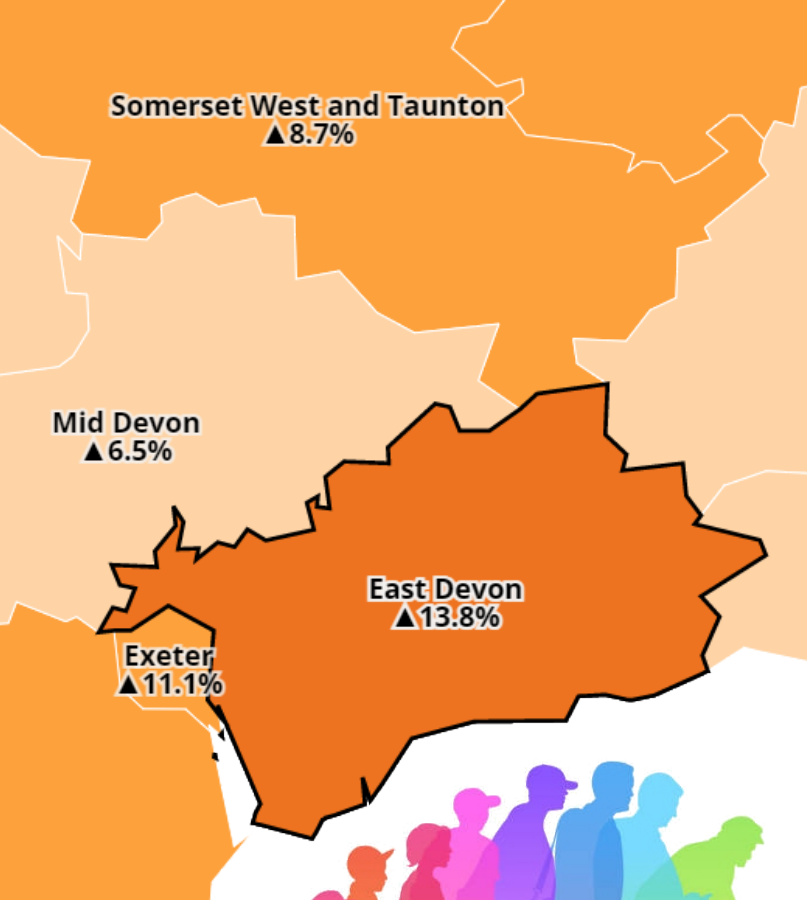 Somerset West and Taunton
▲8.7%
Mid Devon
▲6.5%
East Devon
▲13.8%
Exeter
▲11.1%